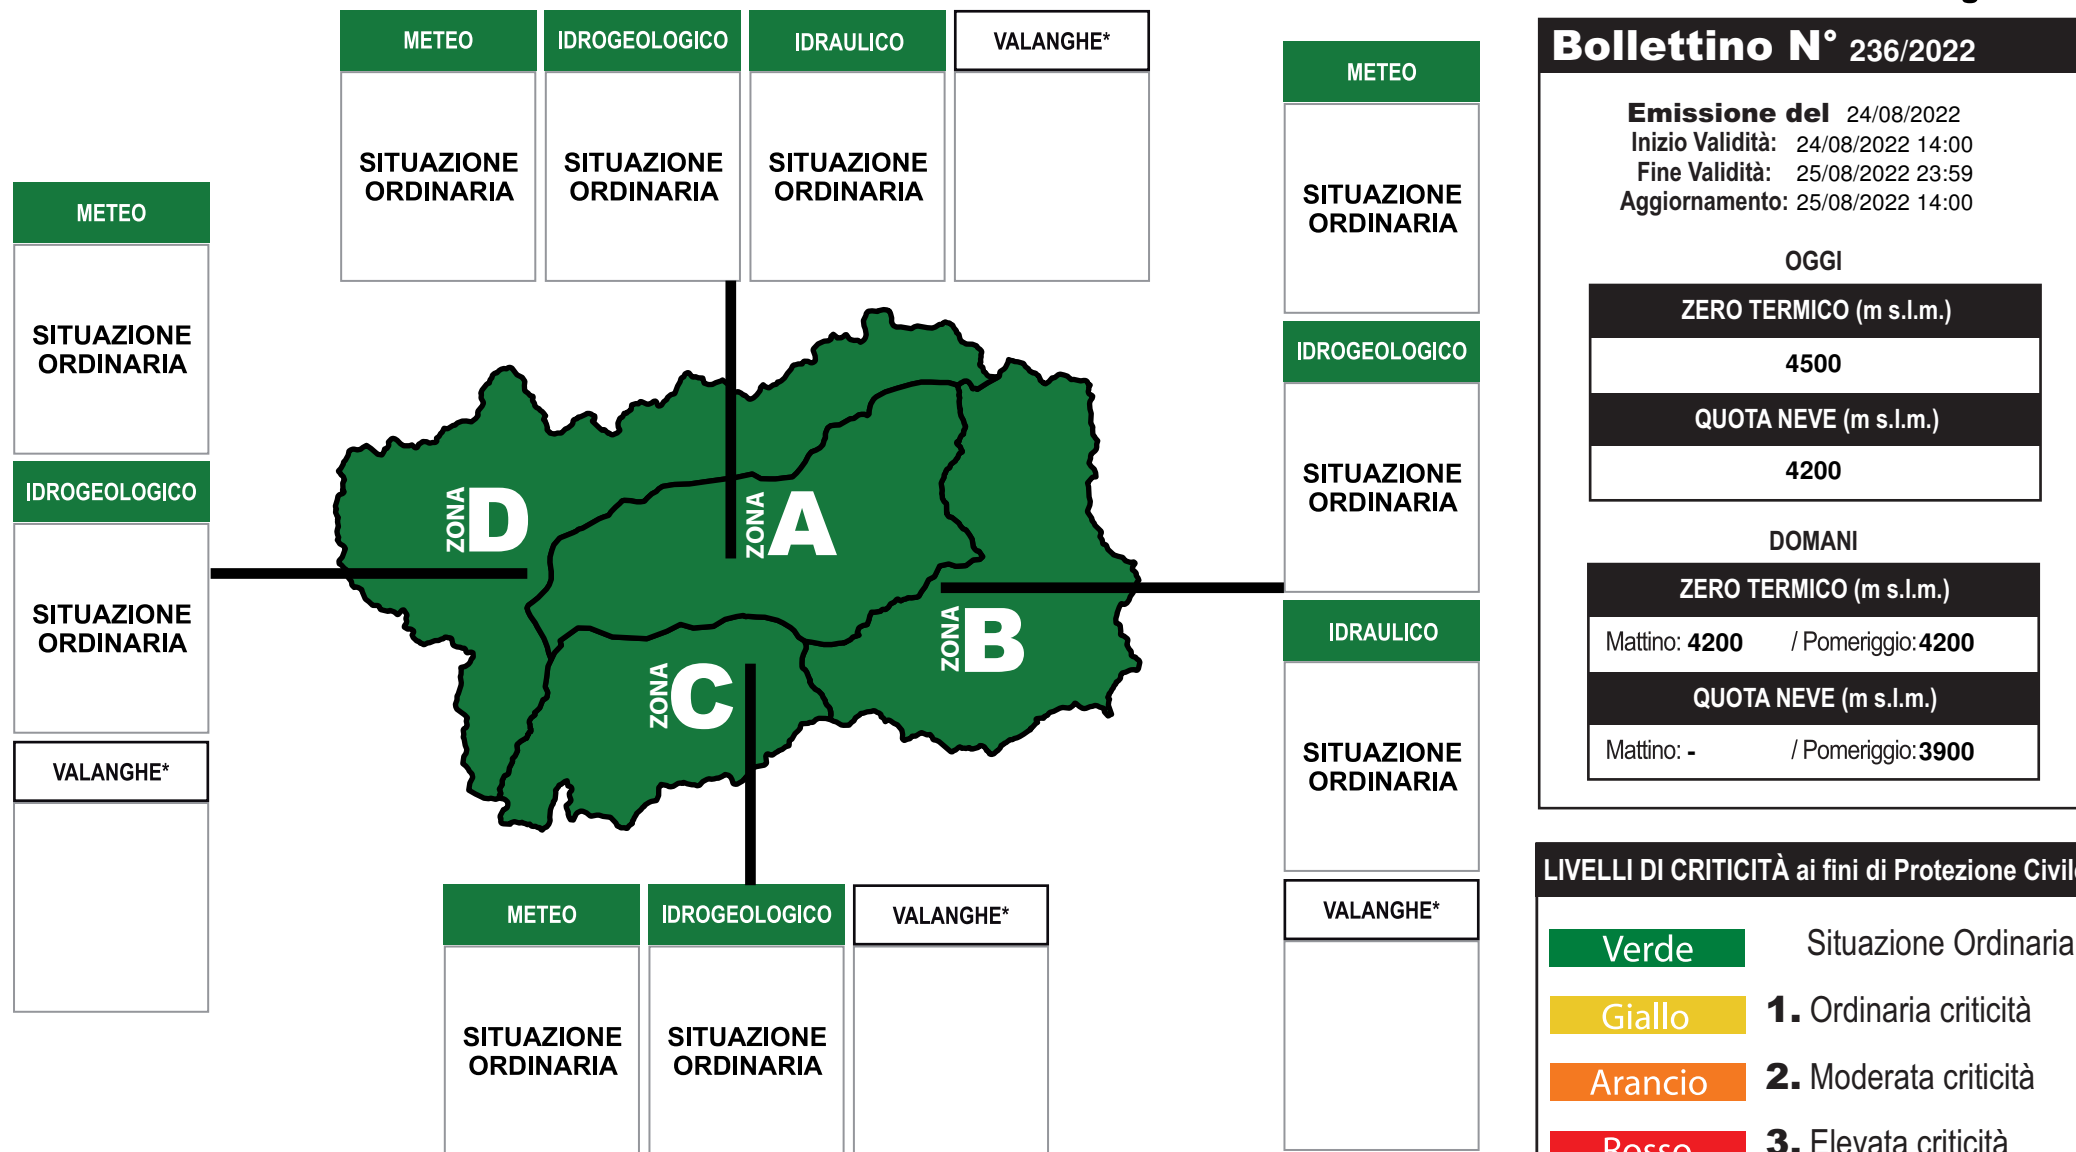 METEO IDROGEOLOGICO IDRAULICO VALANGHE*
SITUAZIONE ORDINARIA
SITUAZIONE ORDINARIA
SITUAZIONE ORDINARIA
METEO
SITUAZIONE
ORDINARIA
IDROGEOLOGICO
SITUAZIONE
ORDINARIA
VALANGHE*
ZONA D
ZONA A
ZONA B
ZONA C
METEO
SITUAZIONE
ORDINARIA
IDROGEOLOGICO
SITUAZIONE
ORDINARIA
IDRAULICO
SITUAZIONE
ORDINARIA
VALANGHE*
METEO IDROGEOLOGICO VALANGHE*
SITUAZIONE ORDINARIA
SITUAZIONE ORDINARIA
Bollettino N° 236/2022
Emissione del 24/08/2022
Inizio Validità: 24/08/2022 14:00
Fine Validità: 25/08/2022 23:59
Aggiornamento: 25/08/2022 14:00
OGGI
ZERO TERMICO (m s.l.m.)
4500
QUOTA NEVE (m s.l.m.)
4200
DOMANI
ZERO TERMICO (m s.l.m.)
Mattino: 4200 / Pomeriggio: 4200
QUOTA NEVE (m s.l.m.)
Mattino: - / Pomeriggio: 3900
LIVELLI DI CRITICITÀ ai fini di Protezione Civile
Verde Situazione Ordinaria
Giallo 1. Ordinaria criticità
Arancio 2. Moderata criticità
Rosso 3. Elevata criticità